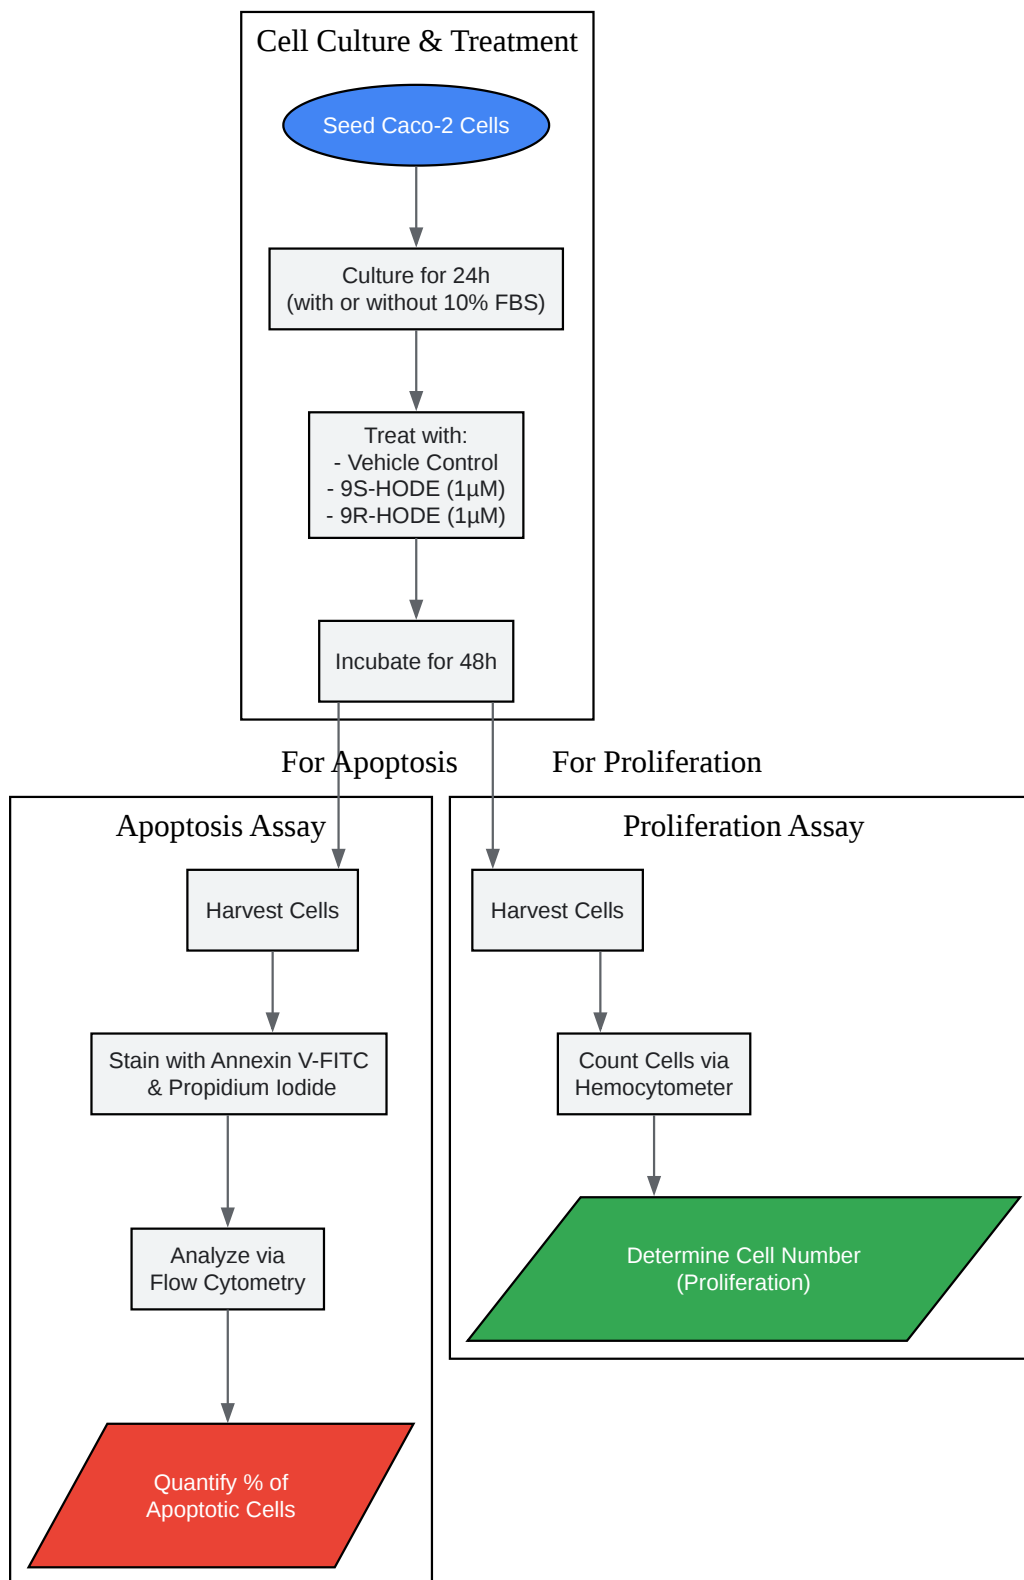 Cell Culture & Treatment
Seed Caco-2 Cells
Culture for 24h
(with or without 10% FBS)
Treat with:
- Vehicle Control
- 9S-HODE (1µM)
- 9R-HODE (1µM)
Incubate for 48h
For Apoptosis
For Proliferation
Apoptosis Assay
Harvest Cells
Stain with Annexin V-FITC
& Propidium Iodide
Analyze via
Flow Cytometry
Quantify % of
Apoptotic Cells
Proliferation Assay
Harvest Cells
Count Cells via
Hemocytometer
Determine Cell Number
(Proliferation)